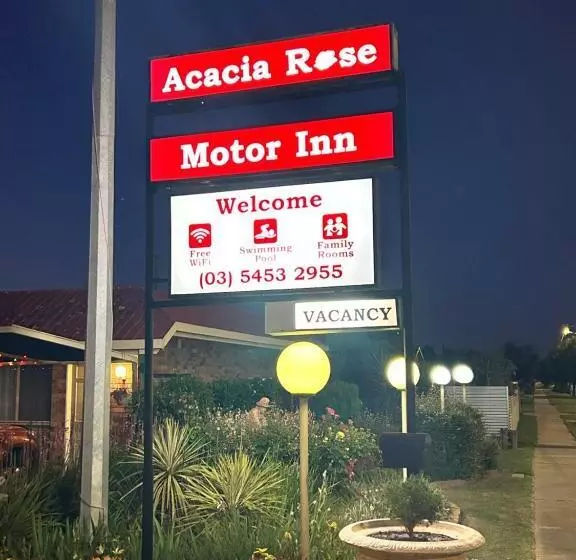 Acacia Rose
Motor Inn
Welcome
Free WiFi
Swimming Pool
Family Rooms
(03) 5453 2955
VACANCY